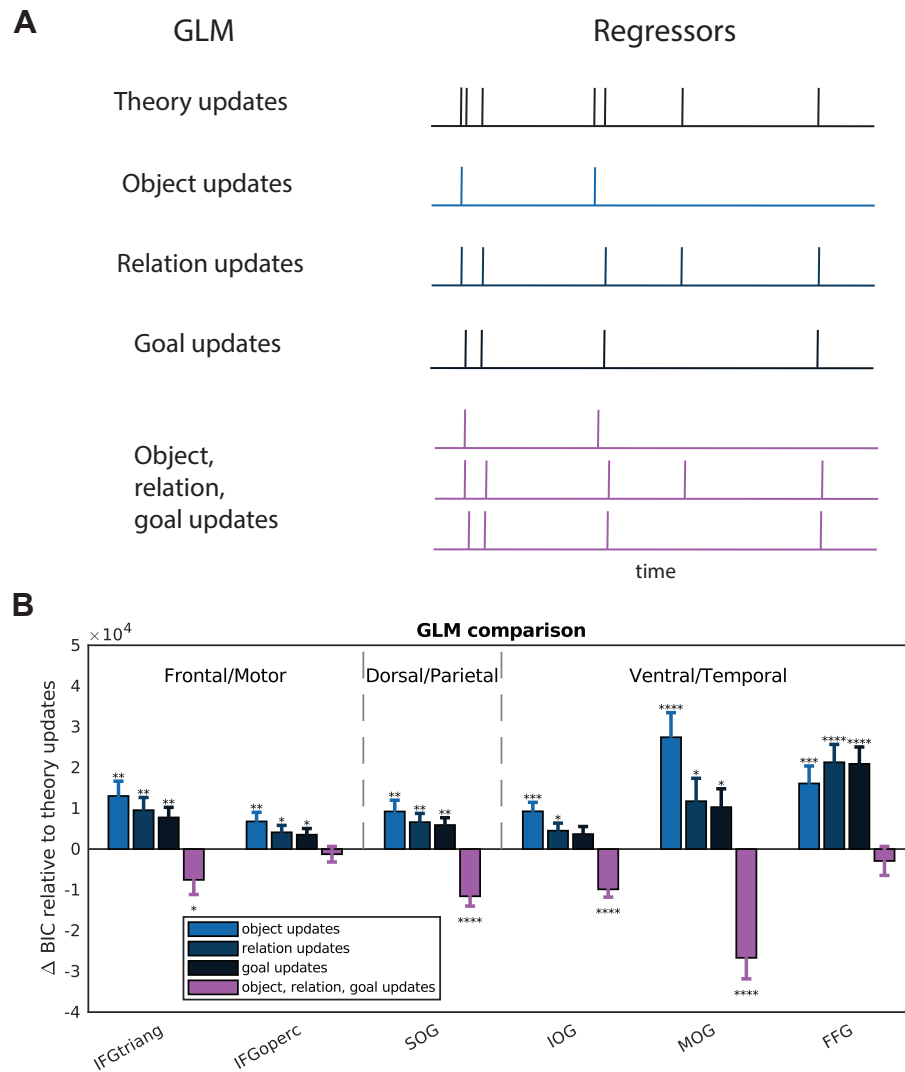 A
GLM
Regressors
Theory updates
Object updates
Relation updates
Goal updates
Object,
relation,
goal updates
time
B
×10^4
GLM comparison
Δ BIC relative to theory updates
5
4
3
2
1
0
-1
-2
-3
-4
Frontal/Motor
Dorsal/Parietal
Ventral/Temporal
**
**
**
*
**
*
*
**
**
**
****
***
*
****
****
*
*
****
***
****
****
object updates
relation updates
goal updates
object, relation, goal updates
IFGtriang
IFGoperc
SOG
IOG
MOG
FFG